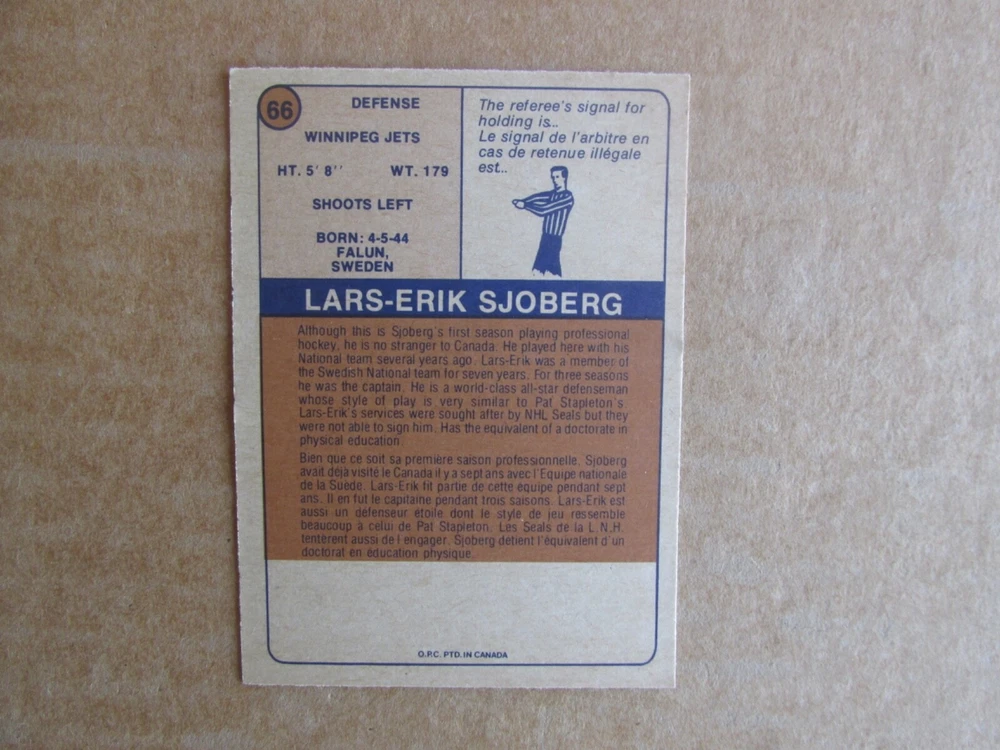 66
DEFENSE
WINNIPEG JETS
HT. 5' 8'' WT. 179
SHOOTS LEFT
BORN: 4-5-44
FALUN,
SWEDEN
The referee's signal for
holding is...
Le signal de l'arbitre en
cas de retenue illégale
est...
LARS-ERIK SJOBERG
Although this is Sjoberg's first season playing professional
hockey, he is no stranger to Canada. He played here with his
National team several years ago. Lars-Erik was a member of
the Swedish National team for seven years. For three seasons
he was the captain. He is a world-class all-star defenseman
whose style of play is very similar to Pat Stapleton's.
Lars-Erik's services were sought after by NHL Seals but they
were not able to sign him. Has the equivalent of a doctorate in
physical education.
Bien que ce soit sa première saison professionnelle, Sjoberg
avait déjà visité le Canada il y a sept ans avec l'Equipe nationale
de la Suède. Lars-Erik fit partie de cette équipe pendant sept
ans. Il en fut le capitaine pendant trois saisons. Lars-Erik est
aussi un défenseur étoile dont le style de jeu ressemble
beaucoup à celui de Pat Stapleton. Les Seals de la L.N.H.
tentèrent aussi de l'engager. Sjoberg détient l'équivalent d'un
doctorat en éducation physique.
O.P.C. PTD. IN CANADA